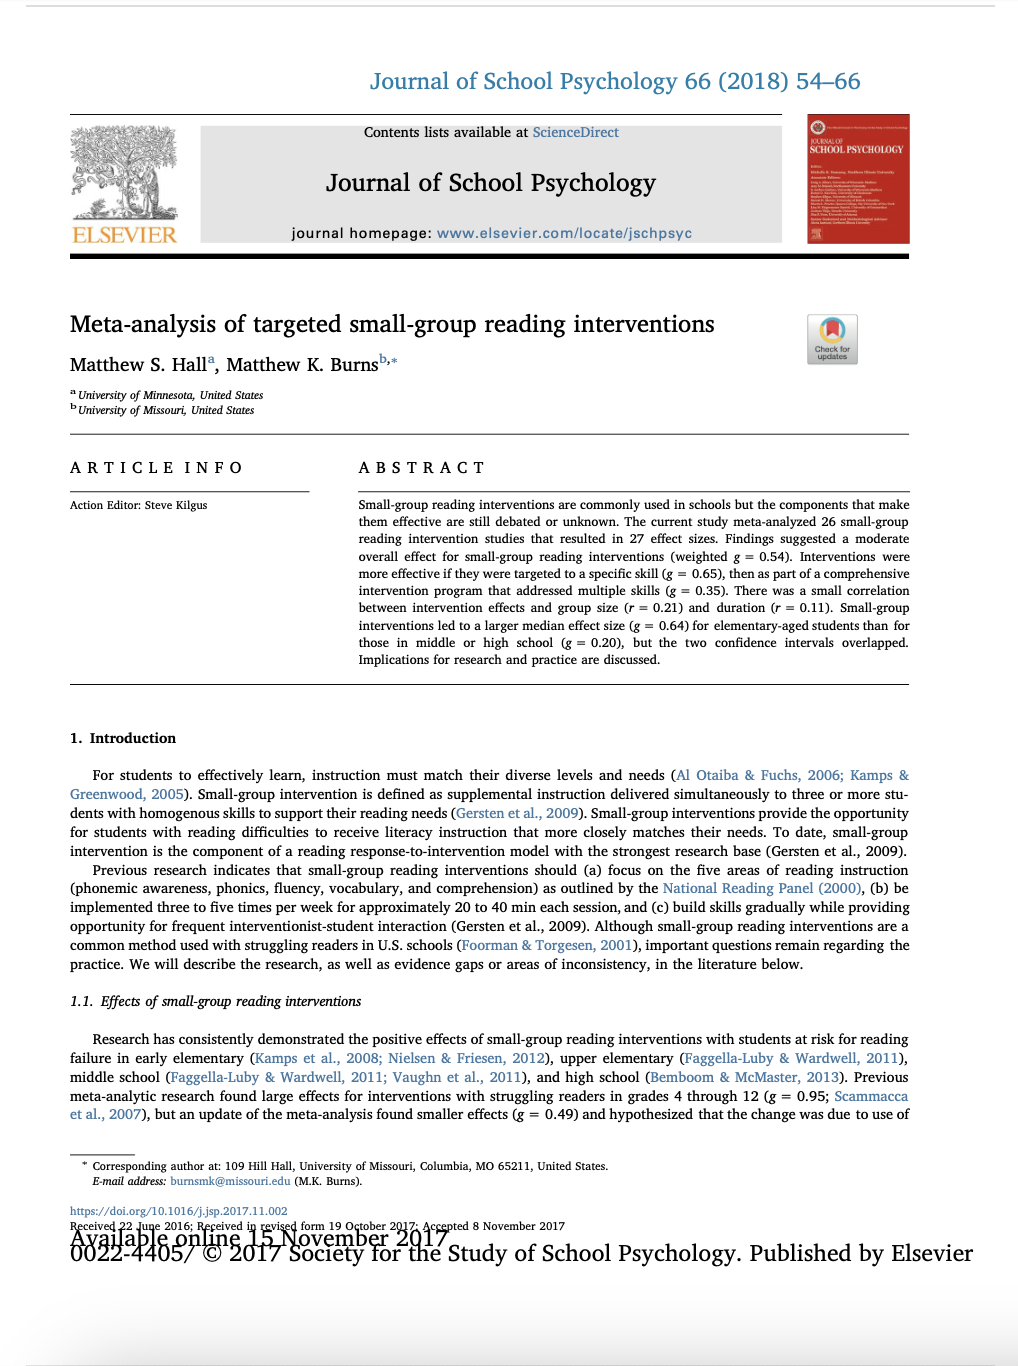 Journal of School Psychology 66 (2018) 54–66
Contents lists available at ScienceDirect
Journal of School Psychology
journal homepage: www.elsevier.com/locate/jschpsyc
ELSEVIER
JOURNAL OF
SCHOOL PSYCHOLOGY
Meta-analysis of targeted small-group reading interventions
Check for
updates
Matthew S. Hallᵃ, Matthew K. Burnsᵇ,*
ᵃ University of Minnesota, United States
ᵇ University of Missouri, United States
ARTICLE INFO
Action Editor: Steve Kilgus
ABSTRACT
Small-group reading interventions are commonly used in schools but the components that make
them effective are still debated or unknown. The current study meta-analyzed 26 small-group
reading intervention studies that resulted in 27 effect sizes. Findings suggested a moderate
overall effect for small-group reading interventions (weighted g = 0.54). Interventions were
more effective if they were targeted to a specific skill (g = 0.65), then as part of a comprehensive
intervention program that addressed multiple skills (g = 0.35). There was a small correlation
between intervention effects and group size (r = 0.21) and duration (r = 0.11). Small-group
interventions led to a larger median effect size (g = 0.64) for elementary-aged students than for
those in middle or high school (g = 0.20), but the two confidence intervals overlapped.
Implications for research and practice are discussed.
1. Introduction
For students to effectively learn, instruction must match their diverse levels and needs (Al Otaiba & Fuchs, 2006; Kamps &
Greenwood, 2005). Small-group intervention is defined as supplemental instruction delivered simultaneously to three or more stu-
dents with homogenous skills to support their reading needs (Gersten et al., 2009). Small-group interventions provide the opportunity
for students with reading difficulties to receive literacy instruction that more closely matches their needs. To date, small-group
intervention is the component of a reading response-to-intervention model with the strongest research base (Gersten et al., 2009).
Previous research indicates that small-group reading interventions should (a) focus on the five areas of reading instruction
(phonemic awareness, phonics, fluency, vocabulary, and comprehension) as outlined by the National Reading Panel (2000), (b) be
implemented three to five times per week for approximately 20 to 40 min each session, and (c) build skills gradually while providing
opportunity for frequent interventionist-student interaction (Gersten et al., 2009). Although small-group reading interventions are a
common method used with struggling readers in U.S. schools (Foorman & Torgesen, 2001), important questions remain regarding the
practice. We will describe the research, as well as evidence gaps or areas of inconsistency, in the literature below.
1.1. Effects of small-group reading interventions
Research has consistently demonstrated the positive effects of small-group reading interventions with students at risk for reading
failure in early elementary (Kamps et al., 2008; Nielsen & Friesen, 2012), upper elementary (Faggella-Luby & Wardwell, 2011),
middle school (Faggella-Luby & Wardwell, 2011; Vaughn et al., 2011), and high school (Bemboom & McMaster, 2013). Previous
meta-analytic research found large effects for interventions with struggling readers in grades 4 through 12 (g = 0.95; Scammacca
et al., 2007), but an update of the meta-analysis found smaller effects (g = 0.49) and hypothesized that the change was due to use of
* Corresponding author at: 109 Hill Hall, University of Missouri, Columbia, MO 65211, United States.
E-mail address: burnsmk@missouri.edu (M.K. Burns).
https://doi.org/10.1016/j.jsp.2017.11.002
Received 22 June 2016; Received in revised form 19 October 2017; Accepted 8 November 2017
Available online 15 November 2017
0022-4405/ © 2017 Society for the Study of School Psychology. Published by Elsevier